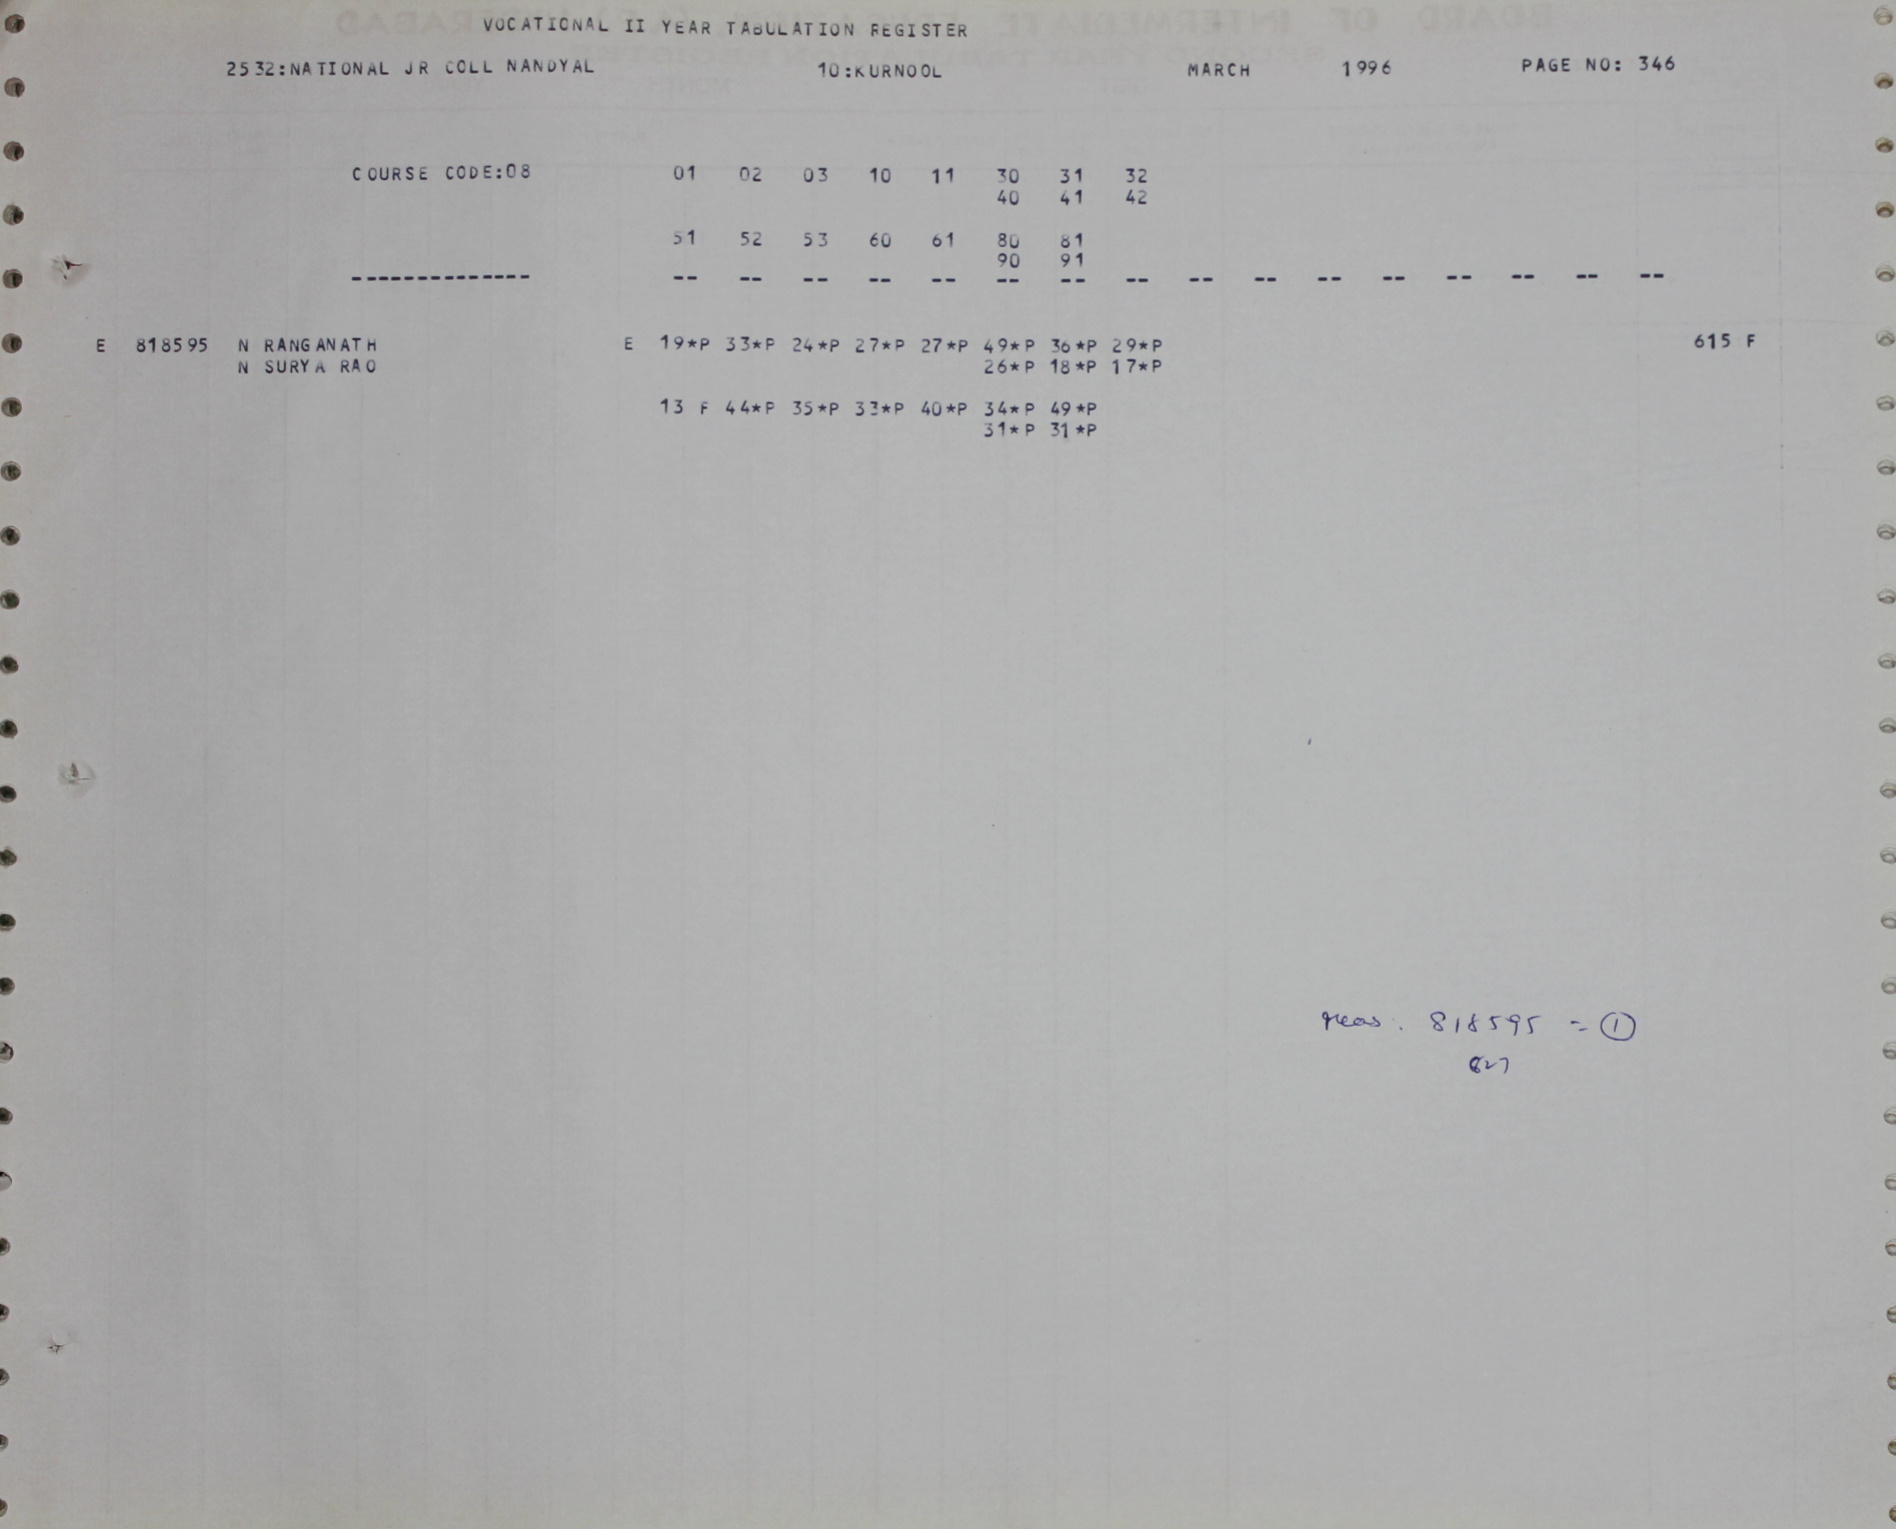 VOCATIONAL II YEAR TABULATION REGISTER
2532:NATIONAL JR COLL NANDYAL 10:KURNOOL MARCH 1996 PAGE NO: 346
COURSE CODE:08 01 02 03 10 11 30 31 32
40 41 42
51 52 53 60 61 80 81
90 91
-------------- -- -- -- -- -- -- -- -- -- -- -- -- -- -- -- --
E 818595 N RANGANATH E 19*P 33*P 24*P 27*P 27*P 49*P 36*P 29*P 615 F
N SURYA RAO 26*P 18*P 17*P
13 F 44*P 35*P 33*P 40*P 34*P 49*P
31*P 31*P
818595 = 1